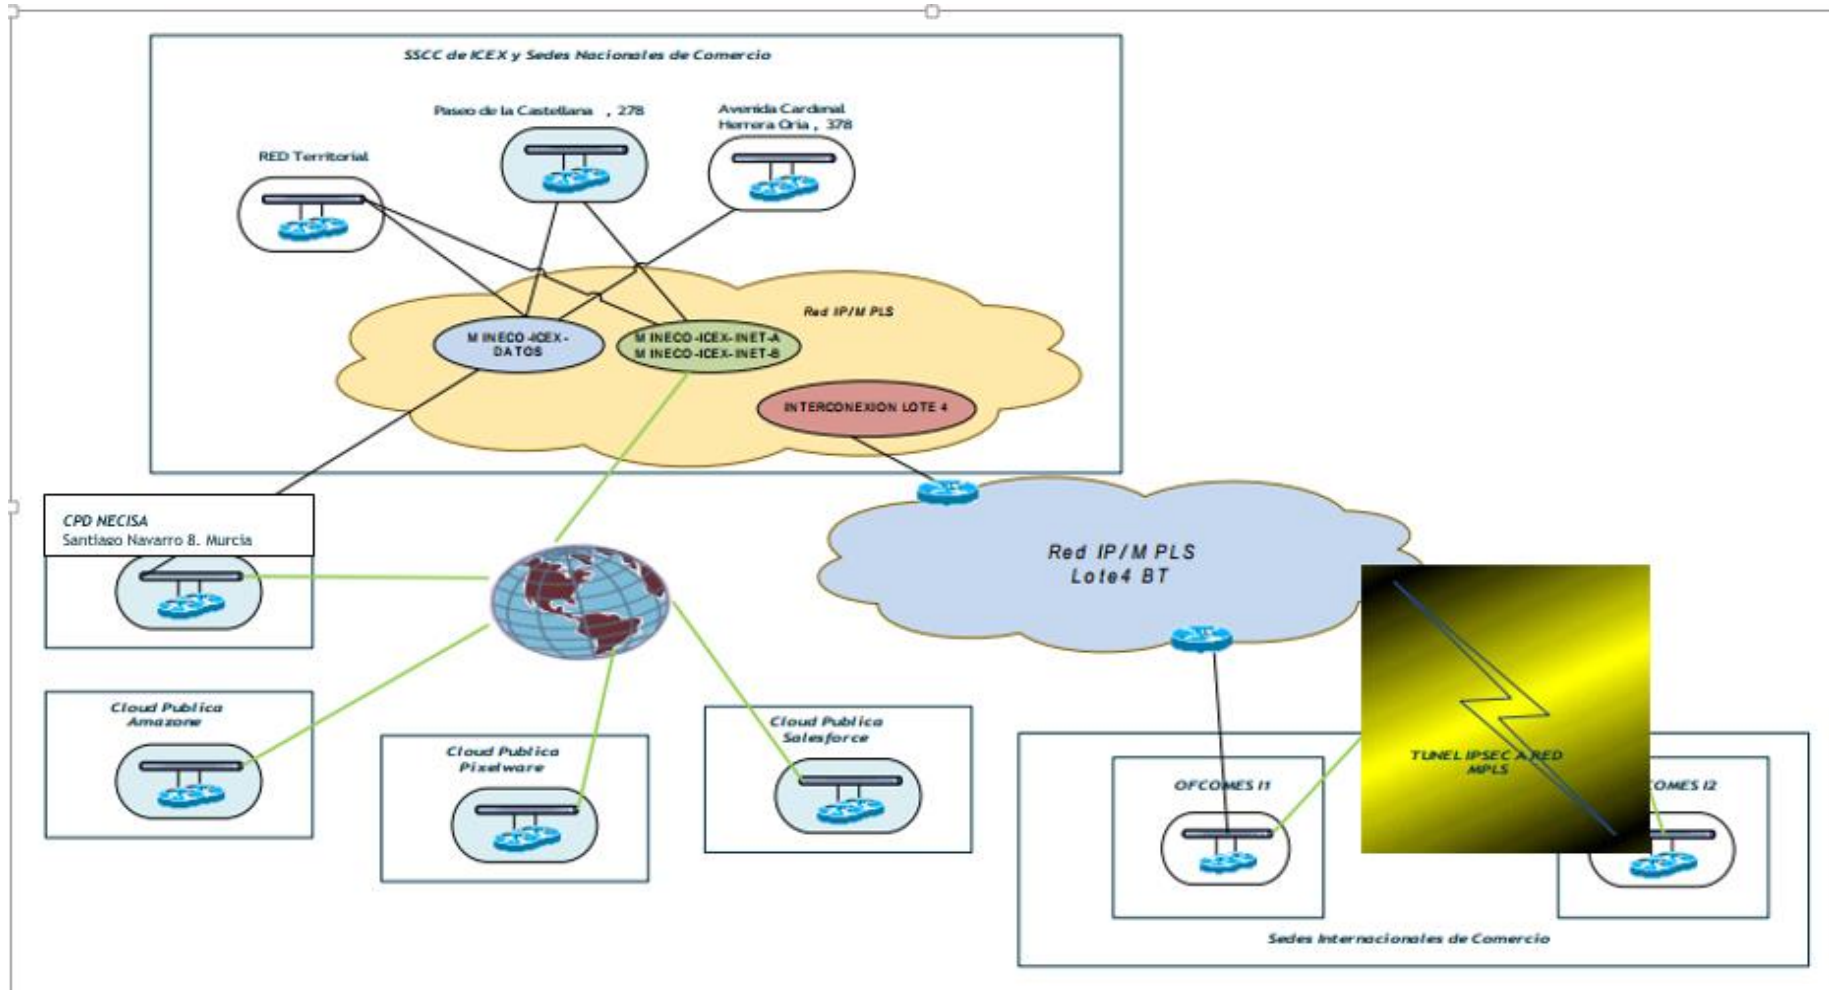 SSCC de ICEX y Sedes Nacionales de Comercio
Paseo de la Castellana , 278
Avenida Cardenal
Herrera Oria , 378
RED Territorial
Red IP/M PLS
M INECO-ICEX-
DATOS
M INECO-ICEX-INET-A
M INECO-ICEX-INET-B
INTERCONEXION LOTE 4
CPD NECISA
Santiago Navarro 8. Murcia
Red IP/M PLS
Lote4 BT
Cloud Publica
Amazone
Cloud Publica
Pixelware
Cloud Publica
Salesforce
TUNEL IPSEC A RED
MPLS
OFCOMES I1
COMES I2
Sedes Internacionales de Comercio